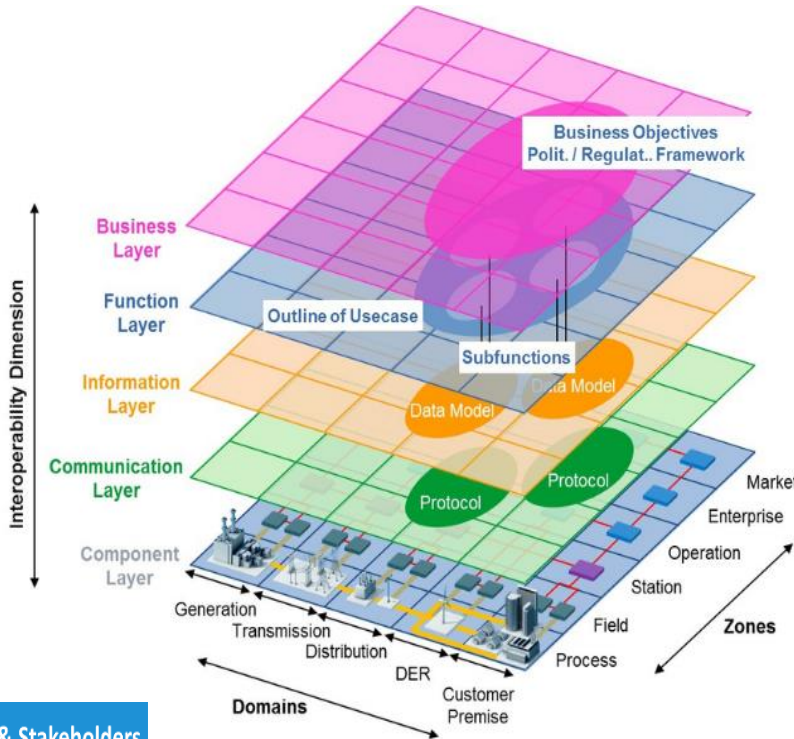 Business Objectives
Polit. / Regulat.. Framework
Interoperability Dimension
Business
Layer
Function
Layer
Outline of Usecase
Subfunctions
Information
Layer
Data Model
Data Model
Communication
Layer
Protocol
Protocol
Component
Layer
Market
Enterprise
Operation
Station
Field
Process
Zones
Generation
Transmission
Distribution
DER
Customer
Premise
Domains
& Stakeholders